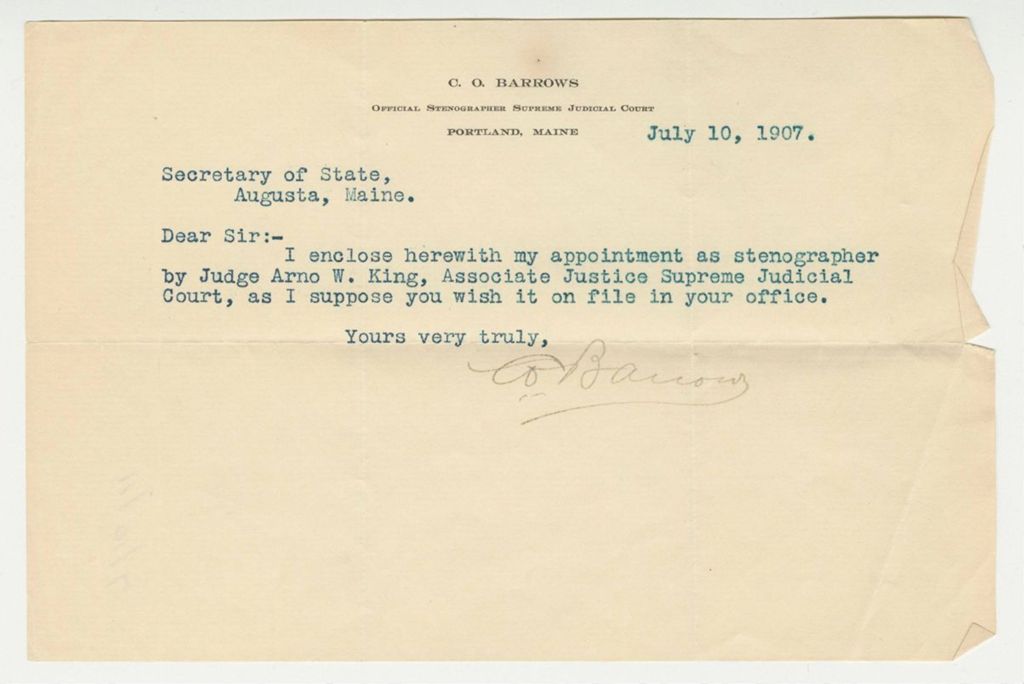 C. O. BARROWS
OFFICIAL STENOGRAPHER SUPREME JUDICIAL COURT
PORTLAND, MAINE
July 10, 1907.
Secretary of State,
Augusta, Maine.
Dear Sir:-
I enclose herewith my appointment as stenographer
by Judge Arno W. King, Associate Justice Supreme Judicial
Court, as I suppose you wish it on file in your office.
Yours very truly,
C O Barrows